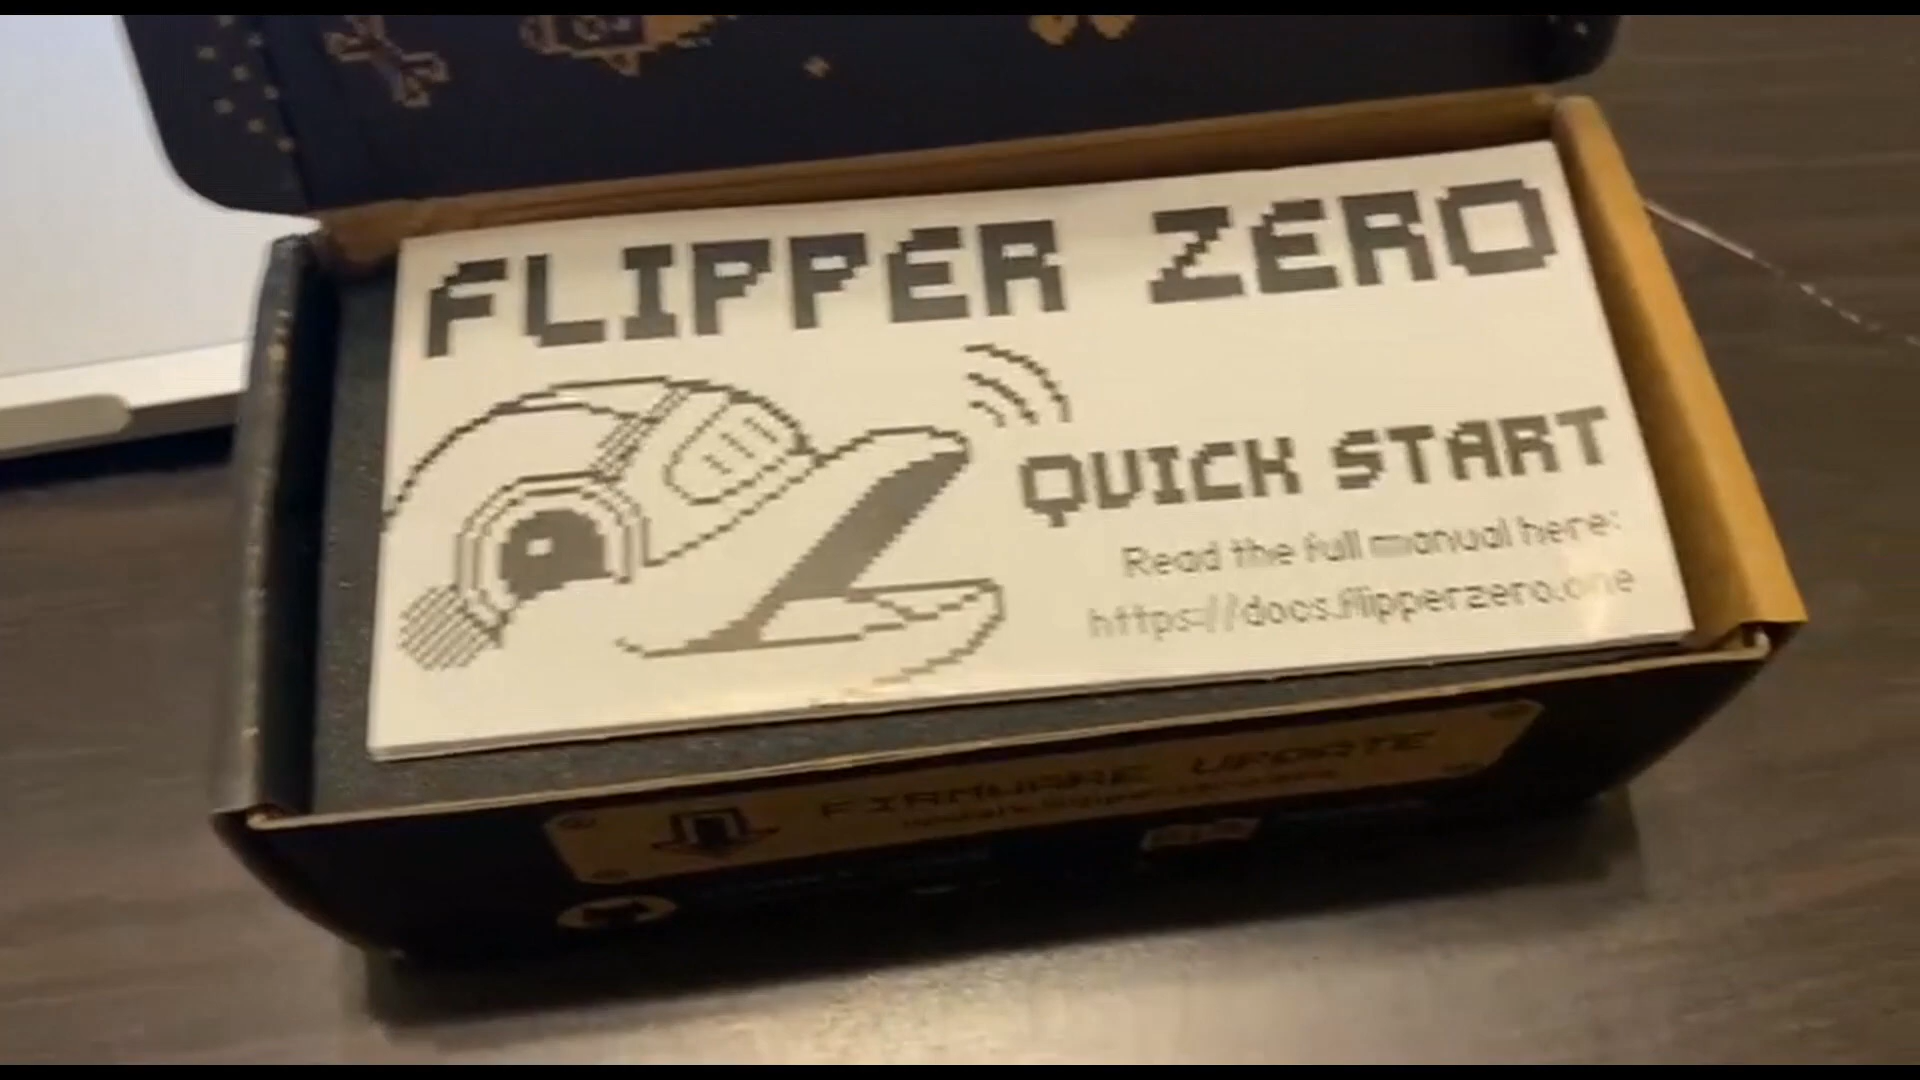 FLIPPER ZERO
QUICK START
Read the full manual here:
https://docs.flipperzero.one
FIRMWARE UPDATE